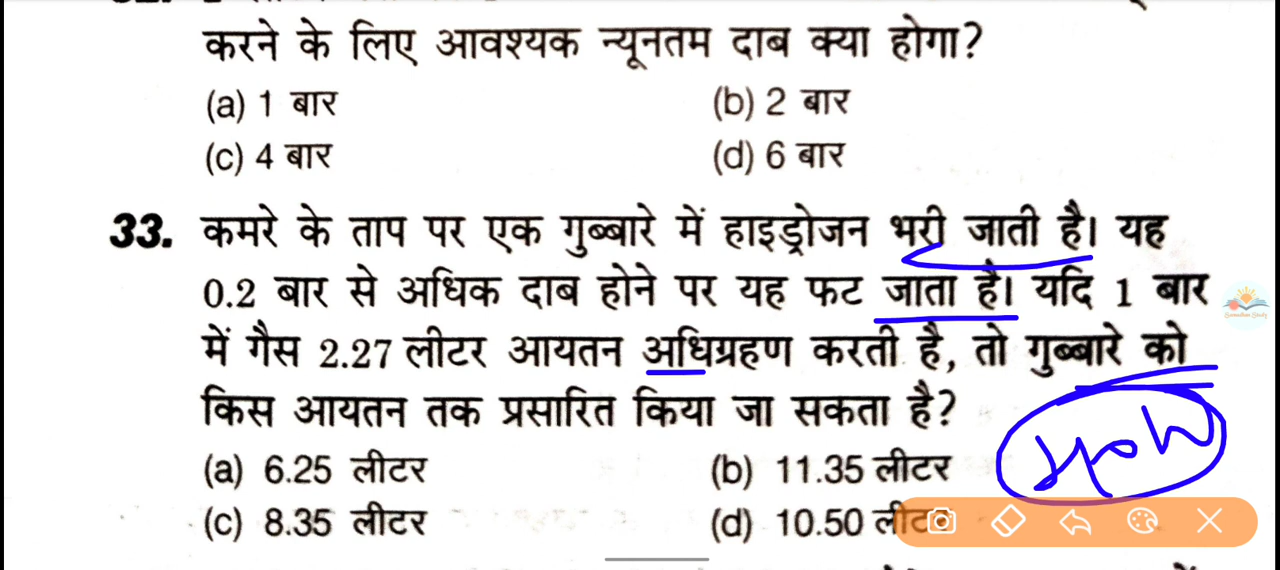 करने के लिए आवश्यक न्यूनतम दाब क्या होगा?
(a) 1 बार (b) 2 बार
(c) 4 बार (d) 6 बार
33. कमरे के ताप पर एक गुब्बारे में हाइड्रोजन भरी जाती है। यह
0.2 बार से अधिक दाब होने पर यह फट जाता है। यदि 1 बार
में गैस 2.27 लीटर आयतन अधिग्रहण करती है, तो गुब्बारे को
किस आयतन तक प्रसारित किया जा सकता है?
(a) 6.25 लीटर (b) 11.35 लीटर
(c) 8.35 लीटर (d) 10.50 लीटर